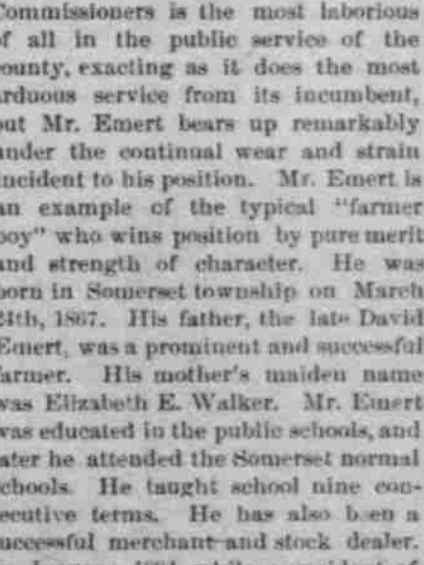 Commissioners is the most laborious
of all in the public service of the
county, exacting as it does the most
arduous service from its incumbent,
but Mr. Emert bears up remarkably
under the continual wear and strain
incident to his position. Mr. Emert is
an example of the typical "farmer
boy" who wins position by pure merit
and strength of character. He was
born in Somerset township on March
24th, 1867. His father, the late David
Emert, was a prominent and successful
farmer. His mother's maiden name
was Elizabeth E. Walker. Mr. Emert
was educated in the public schools, and
later he attended the Somerset normal
schools. He taught school nine con-
secutive terms. He has also been a
successful merchant and stock dealer.